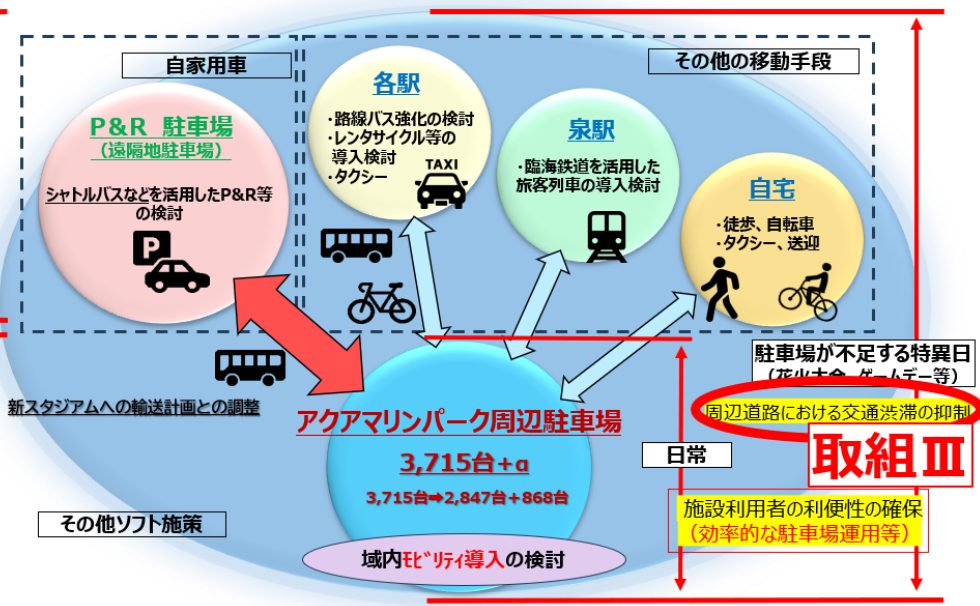 自家用車
その他の移動手段
P&R 駐車場
（遠隔地駐車場）
シャトルバスなどを活用したP&R等
の検討
P
各駅
・路線バス強化の検討
・レンタサイクル等の
導入検討
・タクシー
TAXI
泉駅
・臨海鉄道を活用した
旅客列車の導入検討
自宅
・徒歩、自転車
・タクシー、送迎
新スタジアムへの輸送計画との調整
アクアマリンパーク周辺駐車場
3,715台+α
3,715台➡2,847台+868台
域内ﾓﾋﾞﾘﾃｨ導入の検討
その他ソフト施策
日常
駐車場が不足する特異日
（花火大会、ゲームデー等）
周辺道路における交通渋滞の抑制
取組Ⅲ
施設利用者の利便性の確保
（効率的な駐車場運用等）